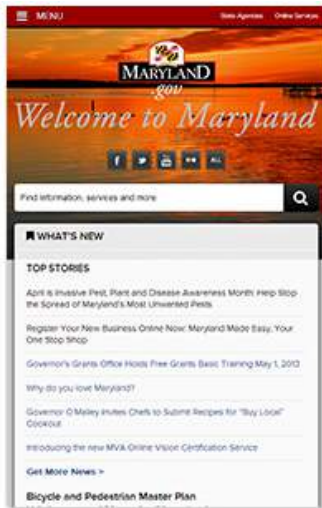 MENU
State Agencies Online Services
MARYLAND
.gov
Welcome to Maryland
ALL
Find information, services and more
WHAT'S NEW
TOP STORIES
April is Invasive Pest, Plant and Disease Awareness Month: Help Stop
the Spread of Maryland's Most Unwanted Pests
Register Your New Business Online Now: Maryland Made Easy, Your
One Stop Shop
Governor's Grants Office Holds Free Grants Basic Training May 1, 2013
Why do you love Maryland?
Governor O'Malley Invites Chefs to Submit Recipes for "Buy Local"
Cookout
Introducing the new MVA Online Vision Certification Service
Get More News >
Bicycle and Pedestrian Master Plan